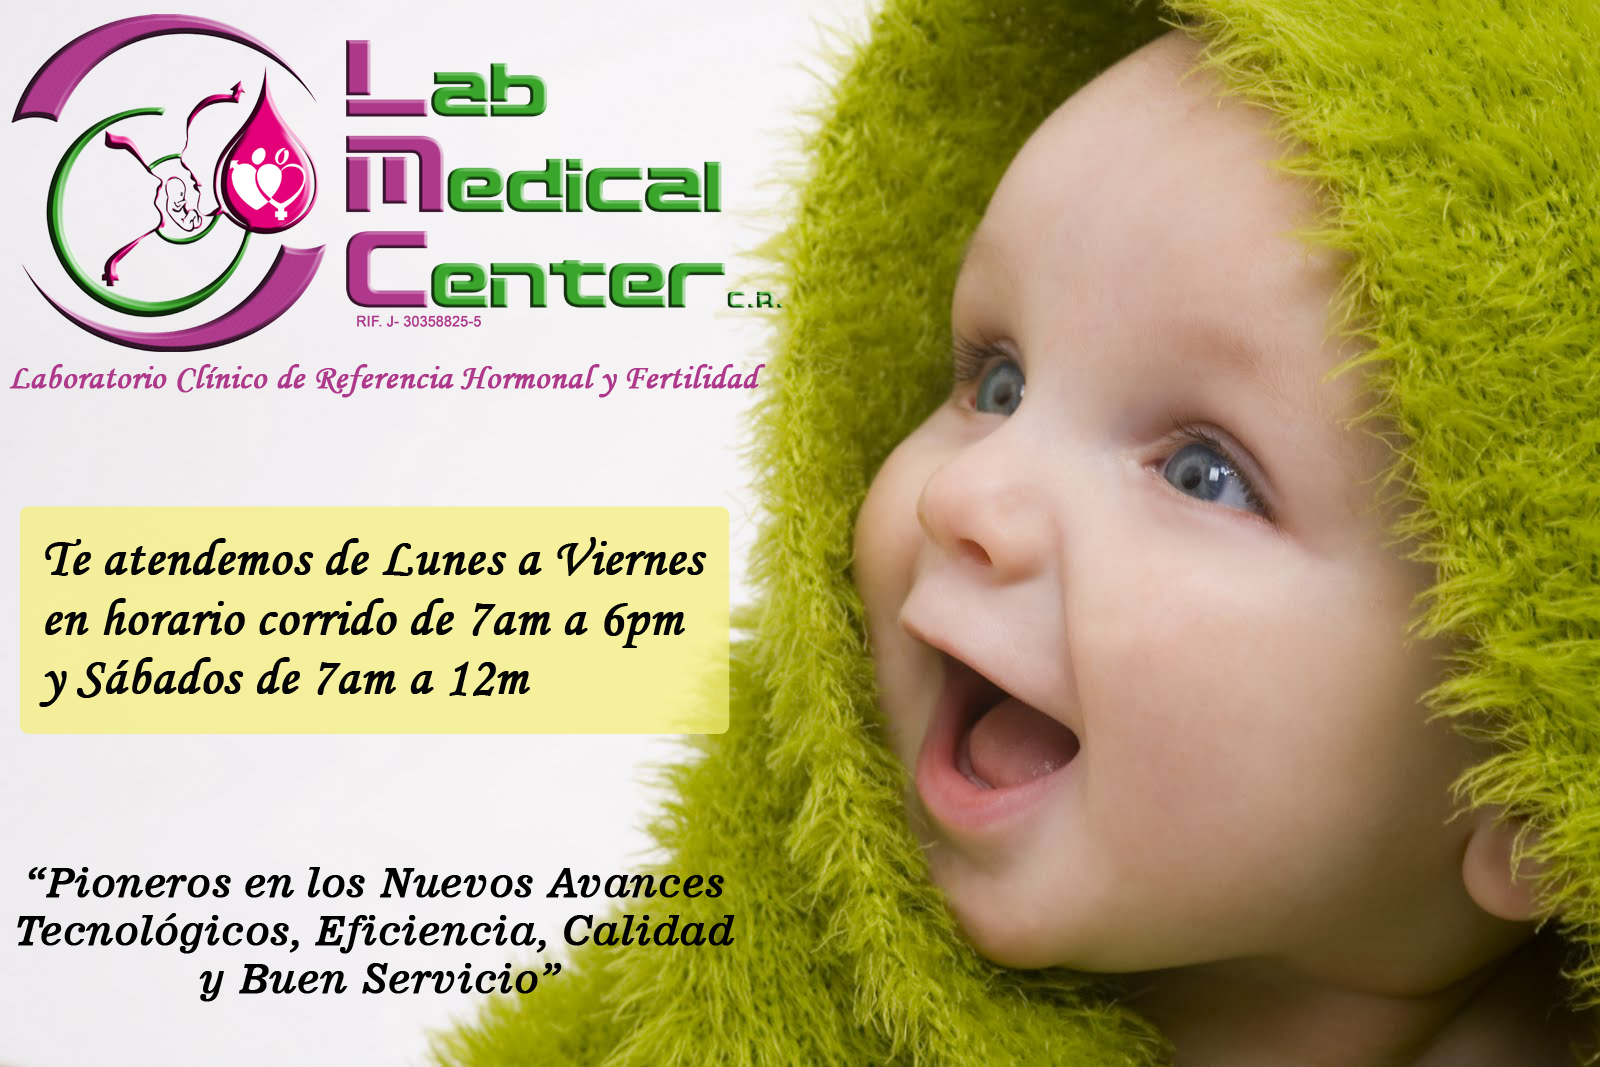 Lab
Medical
Center C.A.
RIF. J- 30358825-5
Laboratorio Clínico de Referencia Hormonal y Fertilidad
Te atendemos de Lunes a Viernes
en horario corrido de 7am a 6pm
y Sábados de 7am a 12m
“Pioneros en los Nuevos Avances
Tecnológicos, Eficiencia, Calidad
y Buen Servicio”